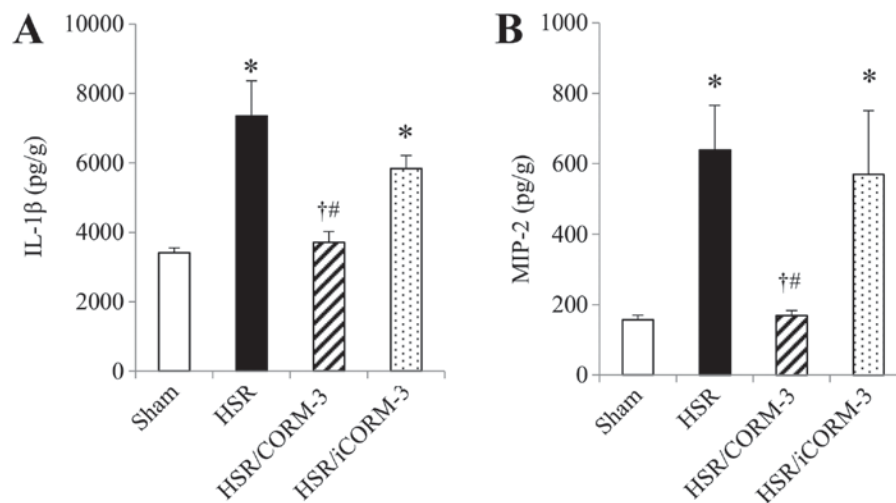 A
IL-1β (pg/g)
10000
8000
6000
4000
2000
0
*
†#
*
Sham
HSR
HSR/CORM-3
HSR/iCORM-3
B
MIP-2 (pg/g)
1000
800
600
400
200
0
*
†#
*
Sham
HSR
HSR/CORM-3
HSR/iCORM-3